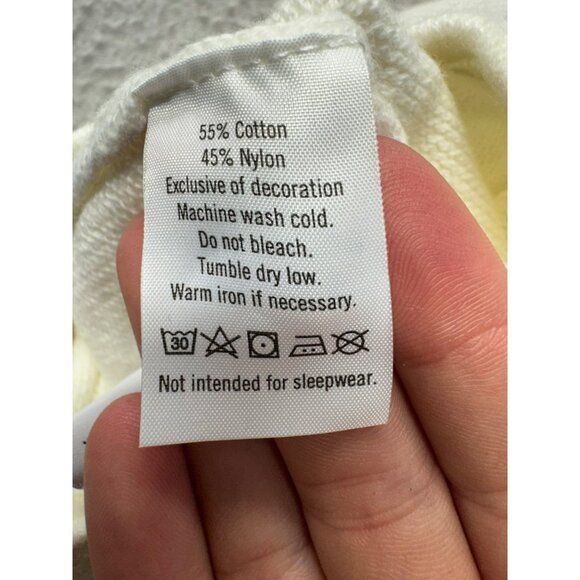 55% Cotton
45% Nylon
Exclusive of decoration
Machine wash cold.
Do not bleach.
Tumble dry low.
Warm iron if necessary.
30
Not intended for sleepwear.